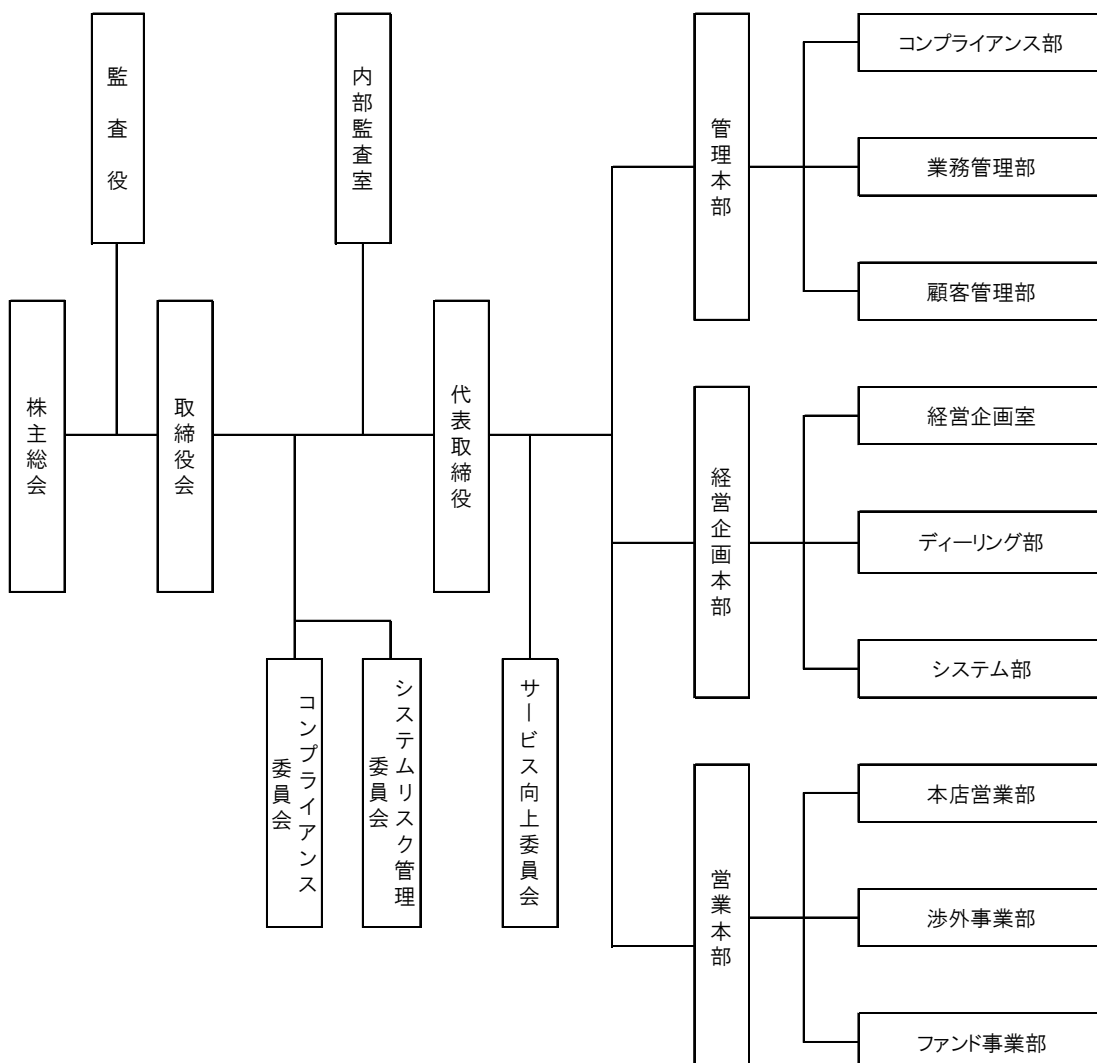 監査役
内部監査室
株主総会
取締役会
代表取締役
コンプライアンス
委員会
システムリスク管理
委員会
サービス向上委員会
管理本部
コンプライアンス部
業務管理部
顧客管理部
経営企画本部
経営企画室
ディーリング部
システム部
営業本部
本店営業部
渉外事業部
ファンド事業部